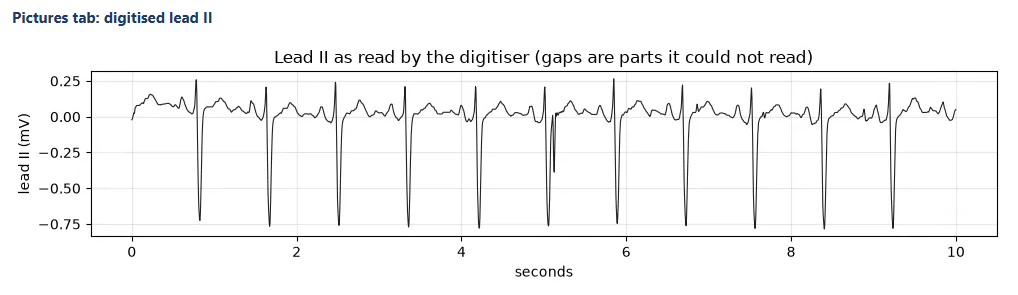 Pictures tab: digitised lead II
Lead II as read by the digitiser (gaps are parts it could not read)
lead II (mV)
0.25
0.00
−0.25
−0.50
−0.75
0 2 4 6 8 10
seconds